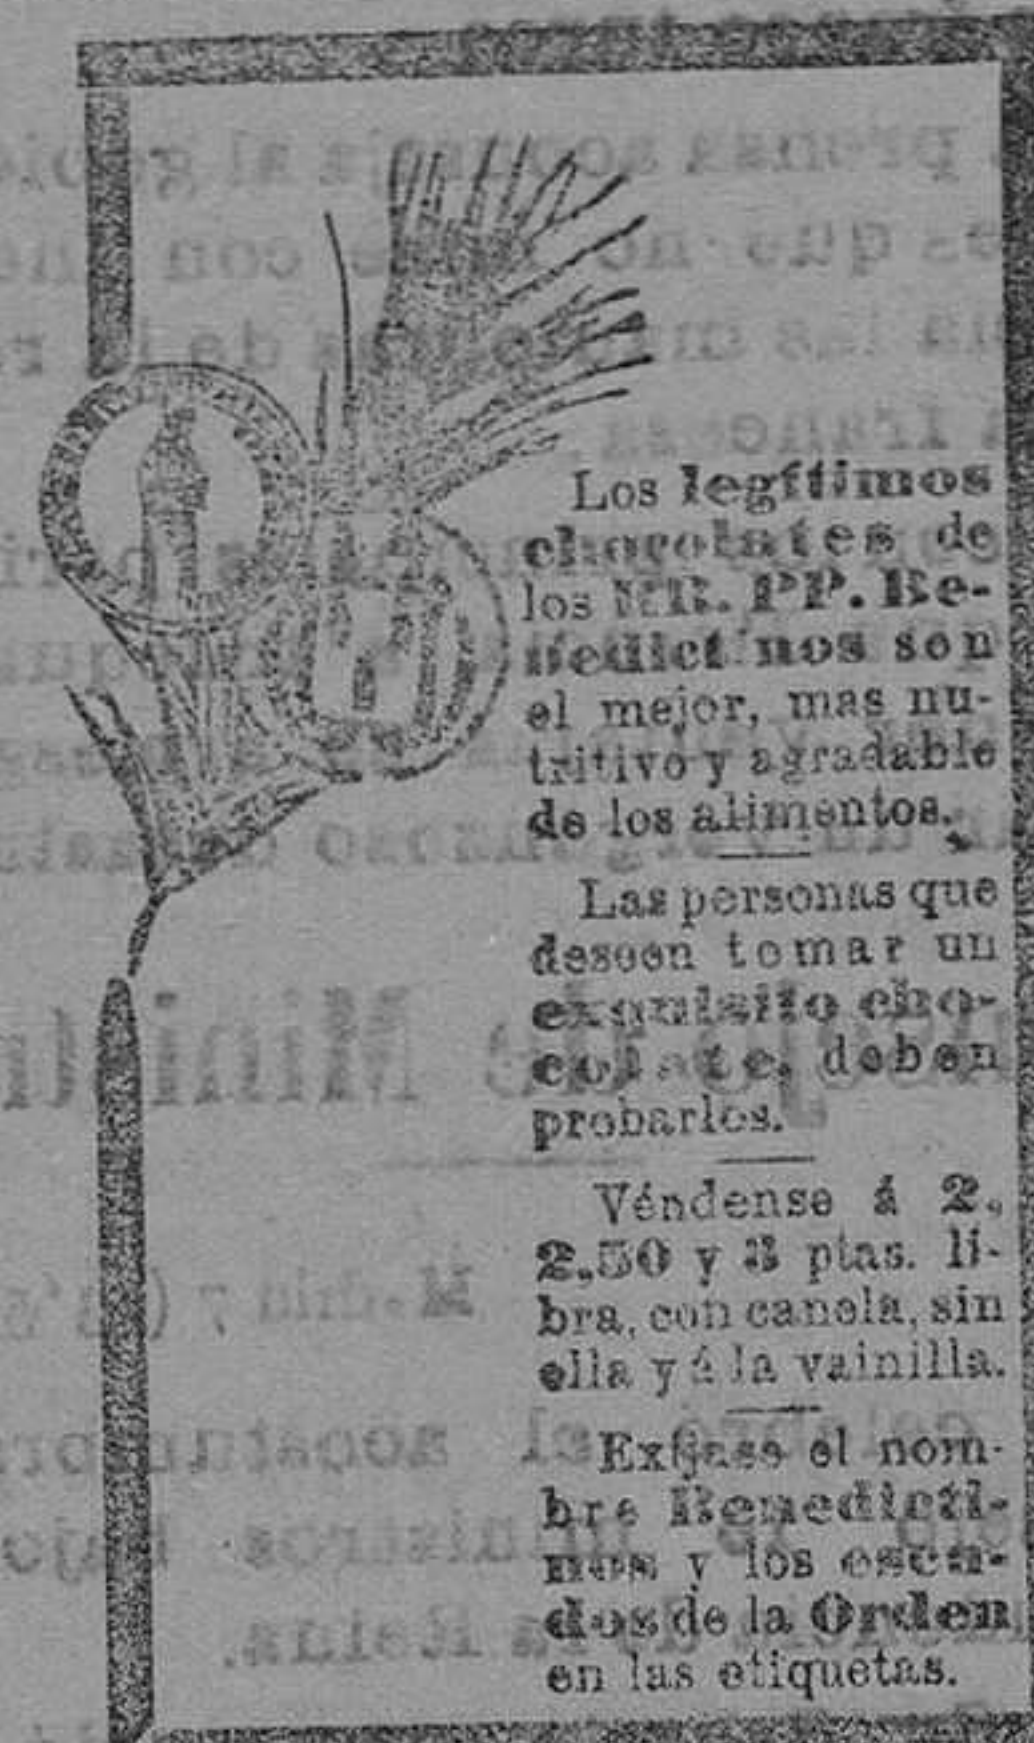 Los legítimos
chocolates de
los RR. PP. Be-
nedictinos son
el mejor, mas nu-
tritivo y agradable
de los alimentos.
Las personas que
deseen tomar un
exquisito cho-
colate, deben
probarlos.
Véndense á 2,
2,50 y 3 ptas. li-
bra, con canela, sin
ella y á la vainilla.
Exíjase el nom-
bre Benedicti-
nos y los escu-
dos de la Orden
en las etiquetas.